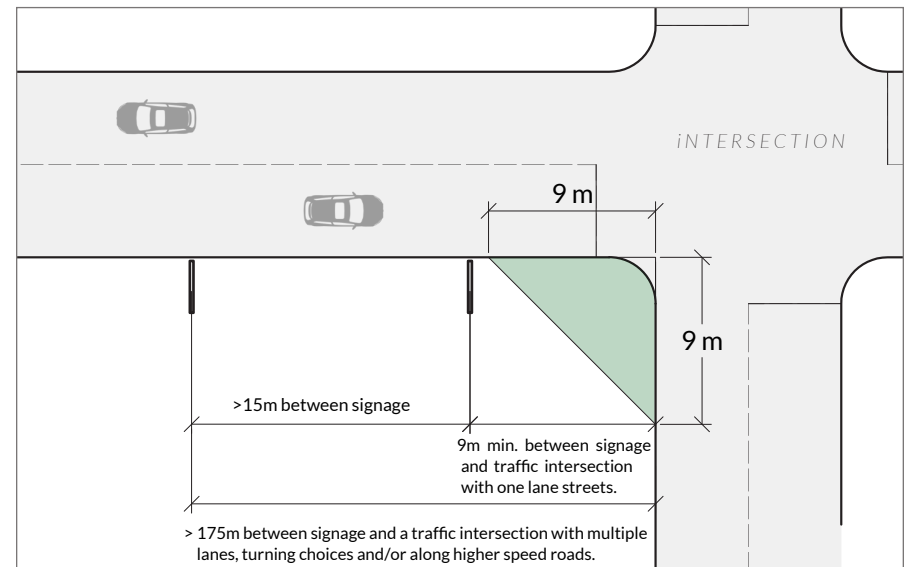 iNTERSECTION
9 m
9 m
>15m between signage
9m min. between signage
and traffic intersection
with one lane streets.
> 175m between signage and a traffic intersection with multiple
lanes, turning choices and/or along higher speed roads.